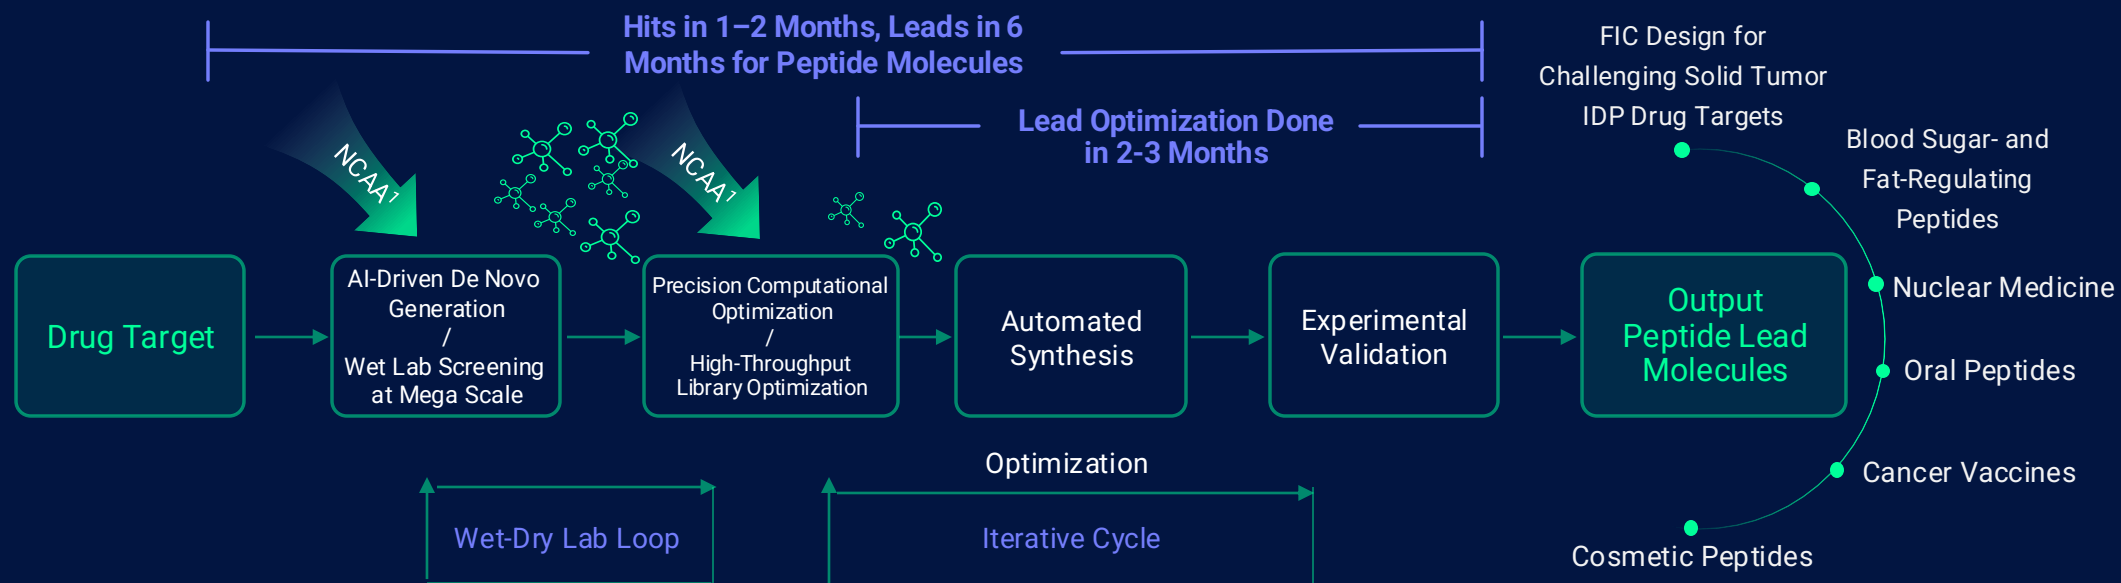 Hits in 1–2 Months, Leads in 6
Months for Peptide Molecules
Lead Optimization Done
in 2-3 Months
FIC Design for
Challenging Solid Tumor
IDP Drug Targets
Blood Sugar- and
Fat-Regulating
Peptides
Nuclear Medicine
Oral Peptides
Cancer Vaccines
Cosmetic Peptides
NCAA¹
NCAA¹
Drug Target
AI-Driven De Novo
Generation
/
Wet Lab Screening
at Mega Scale
Precision Computational
Optimization
/
High-Throughput
Library Optimization
Automated
Synthesis
Experimental
Validation
Output
Peptide Lead
Molecules
Wet-Dry Lab Loop
Optimization
Iterative Cycle